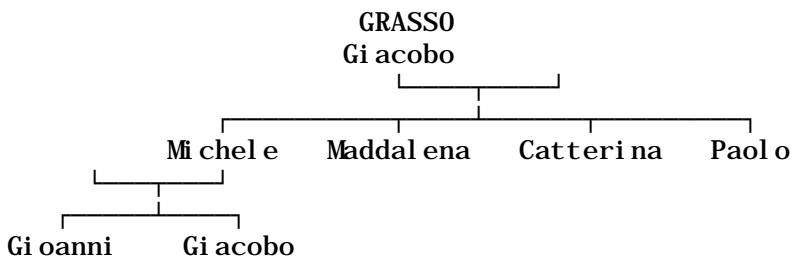 GRASSO
Giacobo
Michele Maddalena Catterina Paolo
Gioanni Giacobo